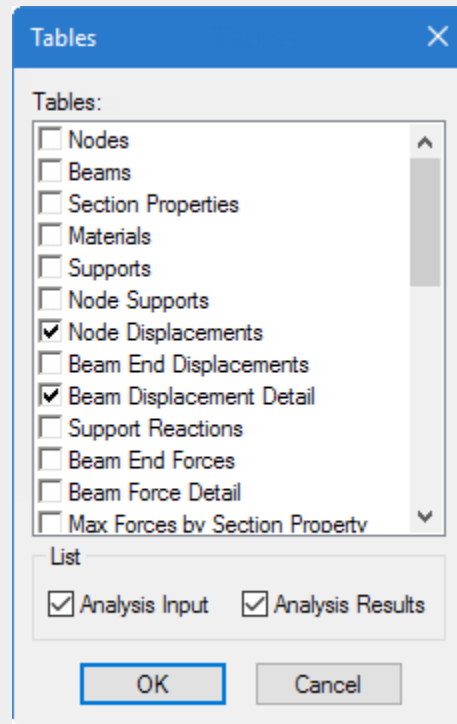 Tables
Tables:
Nodes
Beams
Section Properties
Materials
Supports
Node Supports
Node Displacements
Beam End Displacements
Beam Displacement Detail
Support Reactions
Beam End Forces
Beam Force Detail
Max Forces by Section Property
List
Analysis Input Analysis Results
OK Cancel